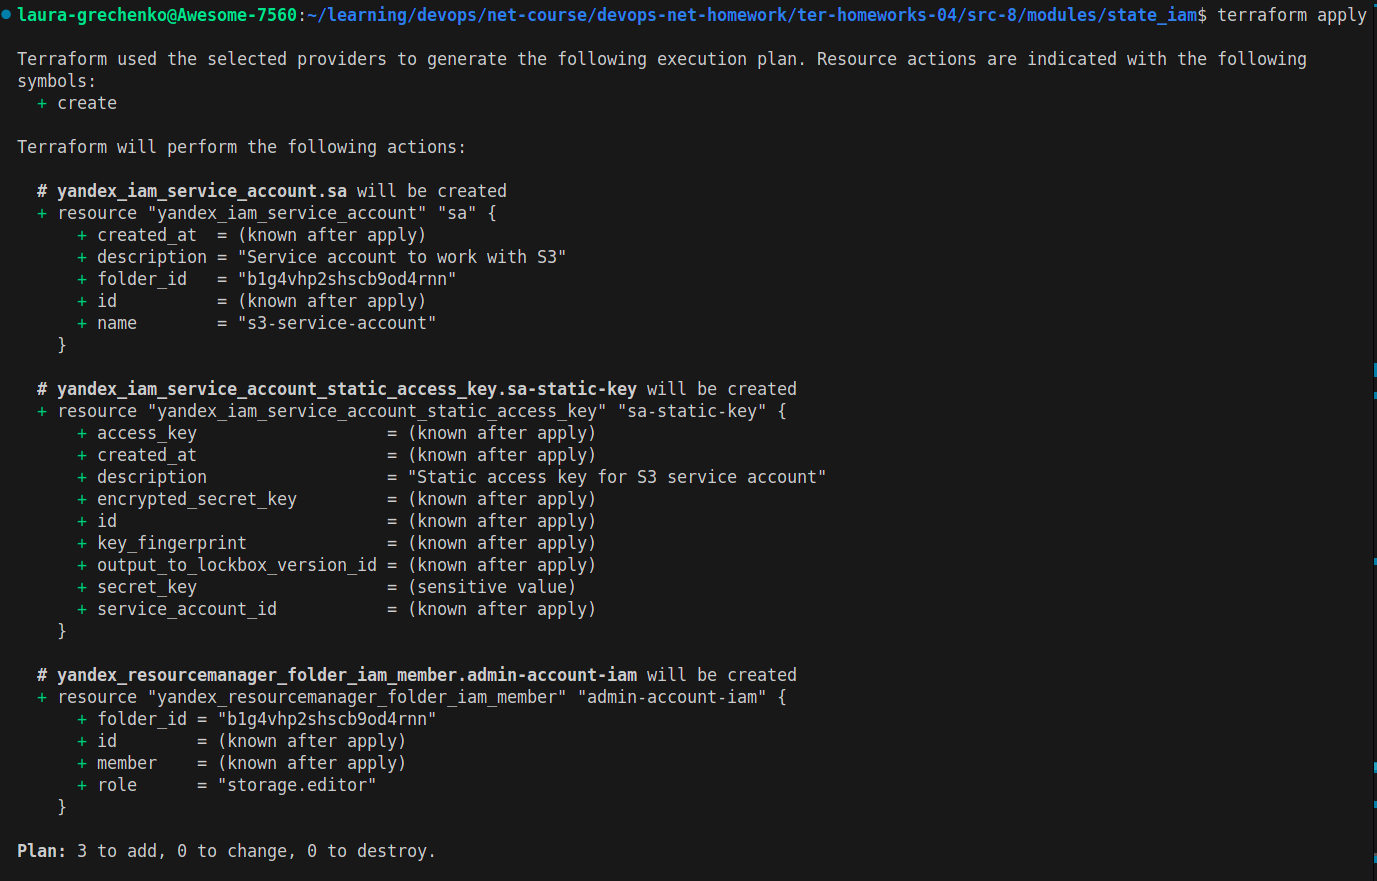 laura-grechenko@Awesome-7560:~/learning/devops/net-course/devops-net-homework/ter-homeworks-04/src-8/modules/state_iam$ terraform apply
Terraform used the selected providers to generate the following execution plan. Resource actions are indicated with the following
symbols:
  + create
Terraform will perform the following actions:
  # yandex_iam_service_account.sa will be created
  + resource "yandex_iam_service_account" "sa" {
      + created_at  = (known after apply)
      + description = "Service account to work with S3"
      + folder_id   = "b1g4vhp2shscb9od4rnn"
      + id          = (known after apply)
      + name        = "s3-service-account"
    }
  # yandex_iam_service_account_static_access_key.sa-static-key will be created
  + resource "yandex_iam_service_account_static_access_key" "sa-static-key" {
      + access_key                   = (known after apply)
      + created_at                   = (known after apply)
      + description                  = "Static access key for S3 service account"
      + encrypted_secret_key         = (known after apply)
      + id                           = (known after apply)
      + key_fingerprint              = (known after apply)
      + output_to_lockbox_version_id = (known after apply)
      + secret_key                   = (sensitive value)
      + service_account_id           = (known after apply)
    }
  # yandex_resourcemanager_folder_iam_member.admin-account-iam will be created
  + resource "yandex_resourcemanager_folder_iam_member" "admin-account-iam" {
      + folder_id = "b1g4vhp2shscb9od4rnn"
      + id        = (known after apply)
      + member    = (known after apply)
      + role      = "storage.editor"
    }
Plan: 3 to add, 0 to change, 0 to destroy.